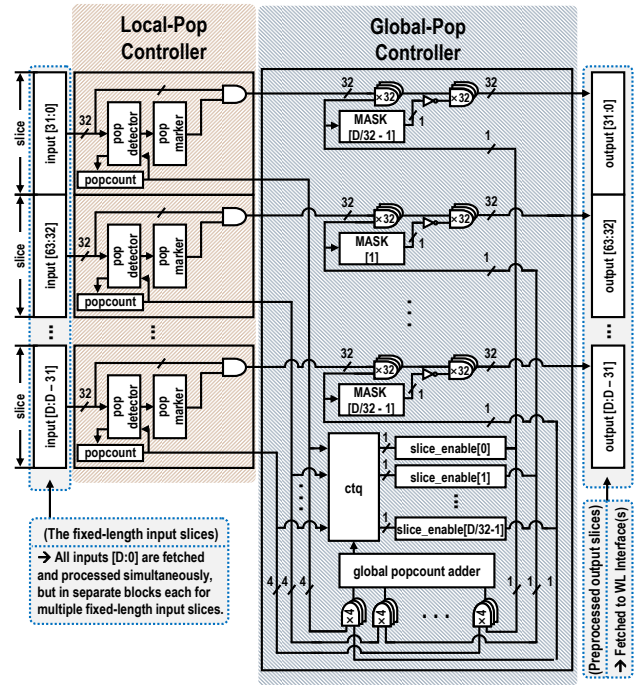 Local-Pop
Controller
Global-Pop
Controller
slice
input [31:0]
32
pop
detector
pop
marker
popcount
32
×32
×32
32
MASK
[D/32 - 1]
1
1
output [31:0]
slice
input [63:32]
32
pop
detector
pop
marker
popcount
32
×32
×32
32
MASK
[1]
1
1
output [63:32]
...
...
...
...
slice
input [D:D – 31]
32
pop
detector
pop
marker
popcount
32
×32
×32
32
MASK
[D/32 - 1]
1
1
output [D:D – 31]
ctq
1
slice_enable[0]
1
slice_enable[1]
...
1
slice_enable[D/32-1]
....
global popcount adder
4
4
4
1
1
1
×4
×4
...
×4
(The fixed-length input slices)
→ All inputs [D:0] are fetched
and processed simultaneously,
but in separate blocks each for
multiple fixed-length input slices.
(Preprocessed output slices)
→ Fetched to WL Interface(s)